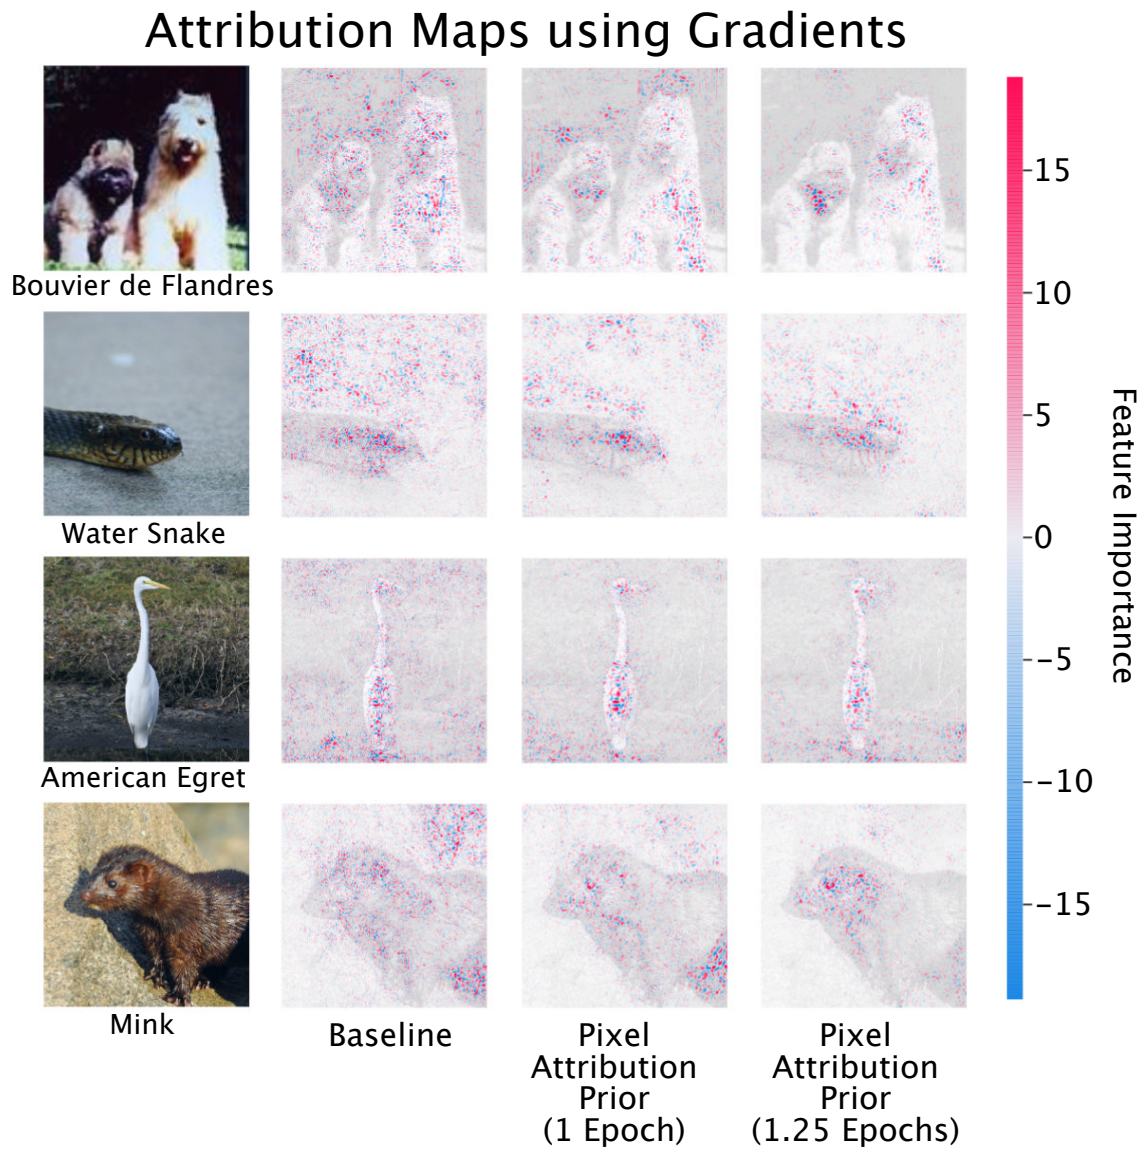 Attribution Maps using Gradients
Bouvier de Flandres
Water Snake
American Egret
Mink
Baseline
Pixel
Attribution
Prior
(1 Epoch)
Pixel
Attribution
Prior
(1.25 Epochs)
15
10
5
0
−5
−10
−15
Feature Importance